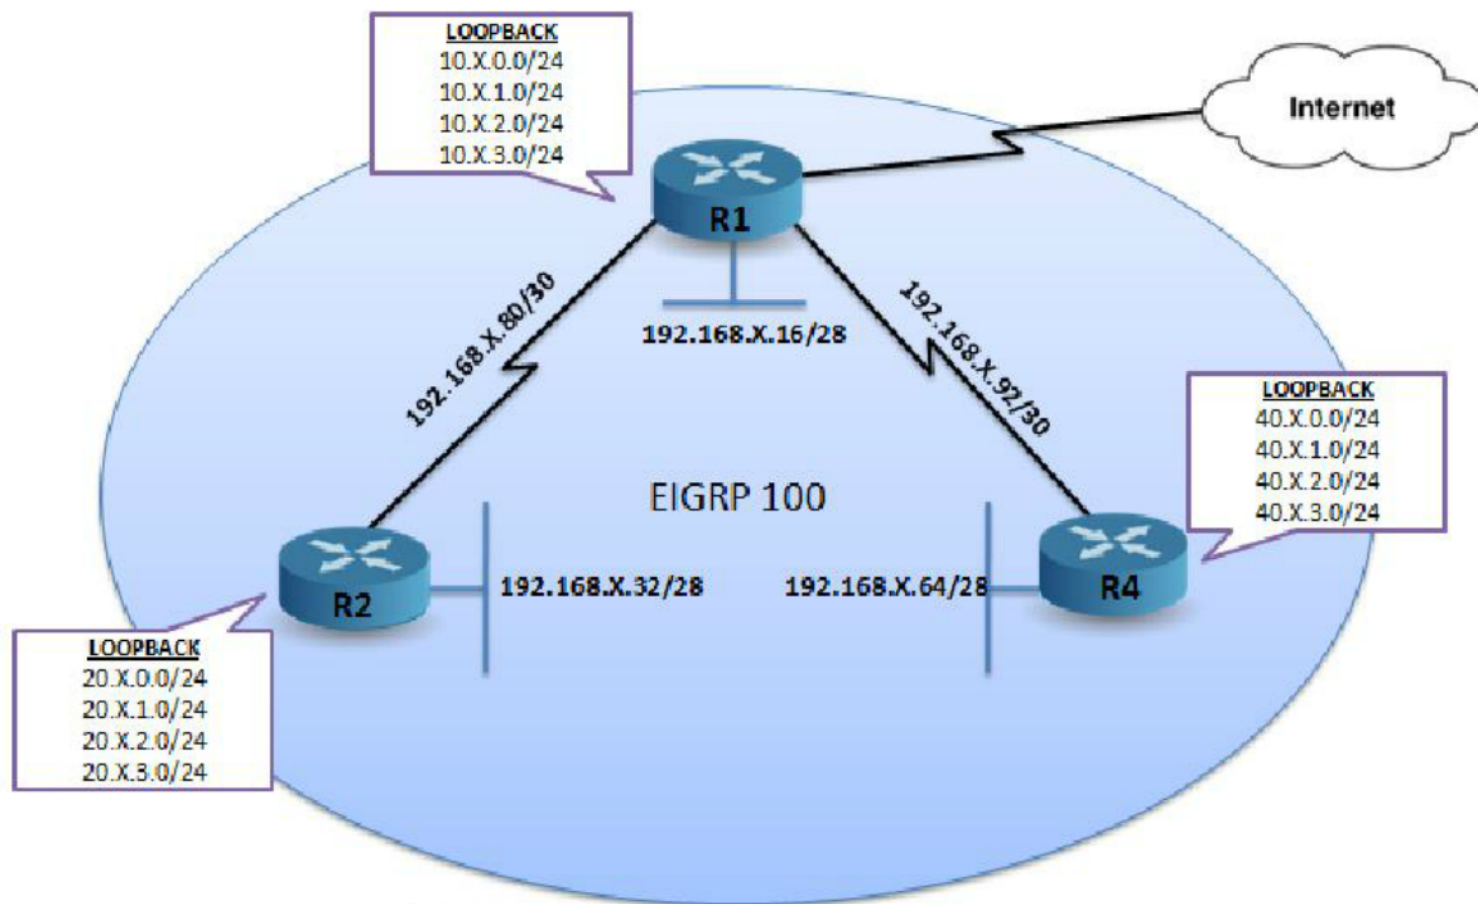 LOOPBACK
10.X.0.0/24
10.X.1.0/24
10.X.2.0/24
10.X.3.0/24
Internet
R1
192.168.X.80/30
192.168.X.16/28
192.168.X.92/30
LOOPBACK
40.X.0.0/24
40.X.1.0/24
40.X.2.0/24
40.X.3.0/24
EIGRP 100
R2
192.168.X.32/28
192.168.X.64/28
R4
LOOPBACK
20.X.0.0/24
20.X.1.0/24
20.X.2.0/24
20.X.3.0/24